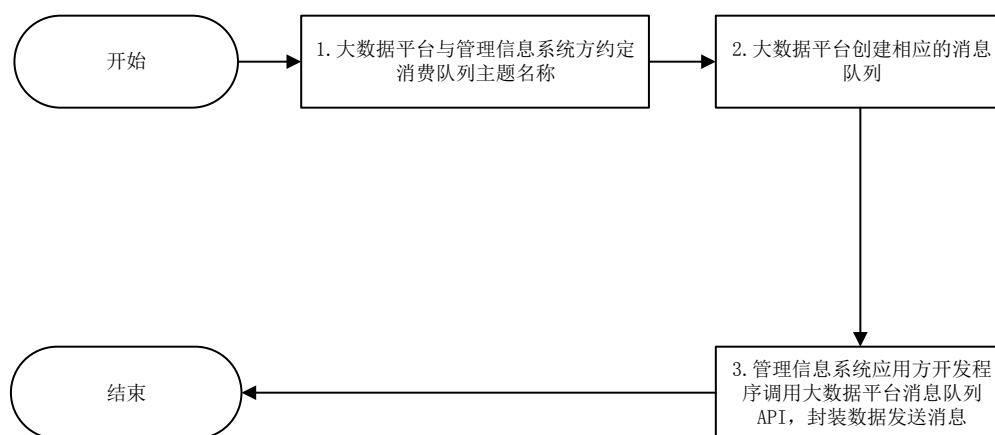 开始
1.大数据平台与管理信息系统方约定
消费队列主题名称
2.大数据平台创建相应的消息
队列
3.管理信息系统应用方开发程
序调用大数据平台消息队列
API，封装数据发送消息
结束